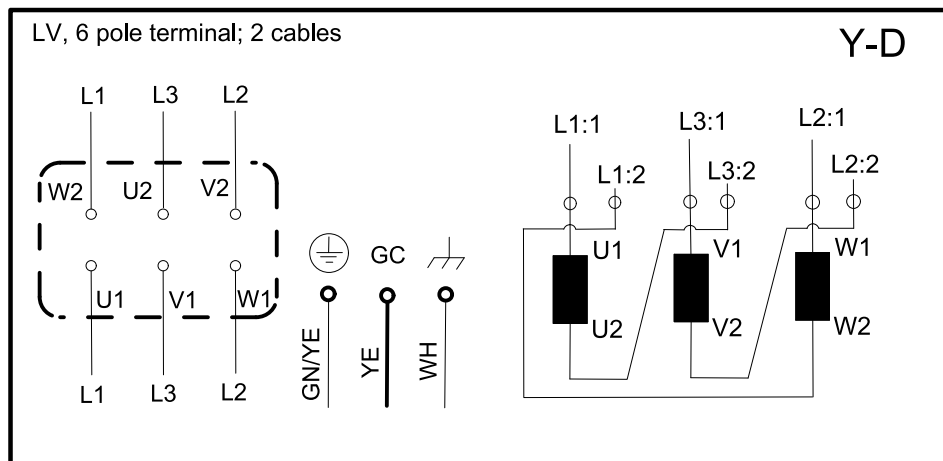 LV, 6 pole terminal; 2 cables
Y-D
L1 L3 L2
W2 U2 V2
U1 V1 W1
L1 L3 L2
GC
GN/YE
YE
WH
L1:1 L3:1 L2:1
L1:2 L3:2 L2:2
U1 V1 W1
U2 V2 W2